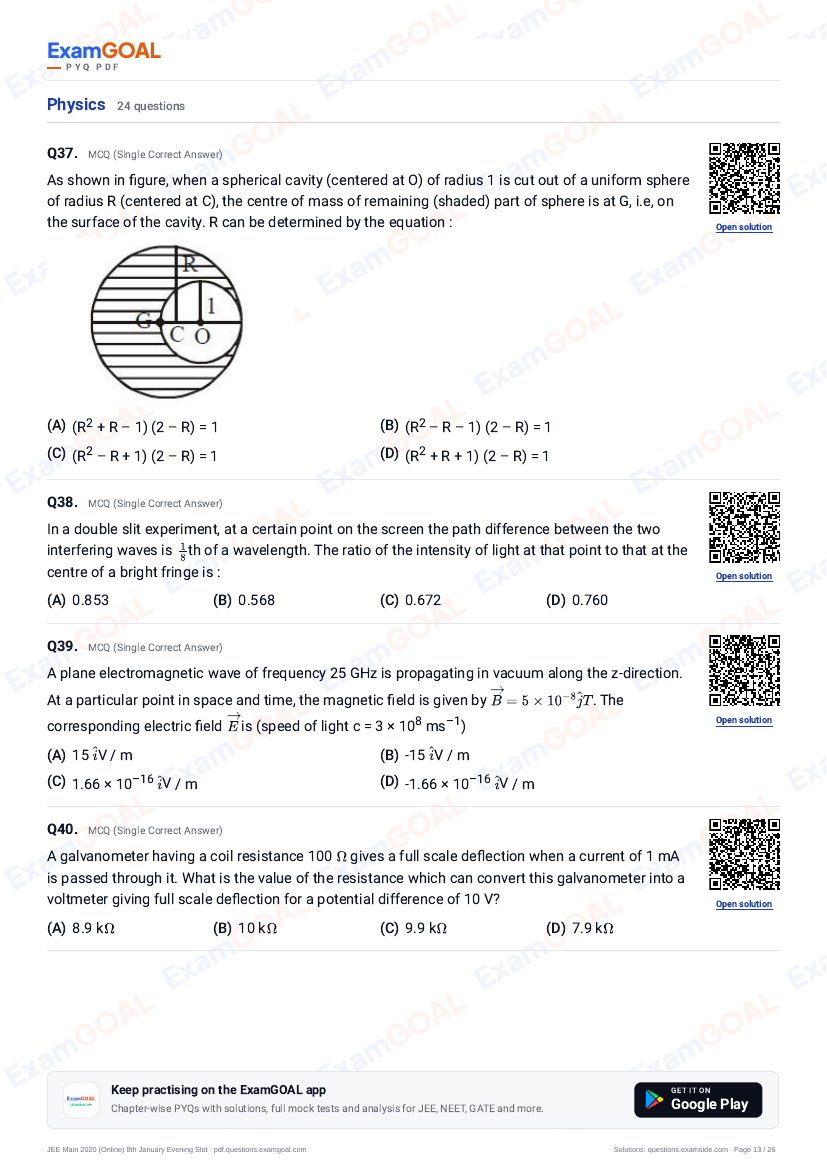 ExamGOAL
PYQ PDF
Physics 24 questions
Q37. MCQ (Single Correct Answer)
As shown in figure, when a spherical cavity (centered at O) of radius 1 is cut out of a uniform sphere
of radius R (centered at C), the centre of mass of remaining (shaded) part of sphere is at G, i.e, on
the surface of the cavity. R can be determined by the equation :
Open solution
R
1
G
C O
(A) (R² + R − 1) (2 − R) = 1 (B) (R² − R − 1) (2 − R) = 1
(C) (R² − R + 1) (2 − R) = 1 (D) (R² + R + 1) (2 − R) = 1
Q38. MCQ (Single Correct Answer)
In a double slit experiment, at a certain point on the screen the path difference between the two
interfering waves is 1/8 th of a wavelength. The ratio of the intensity of light at that point to that at the
centre of a bright fringe is :
Open solution
(A) 0.853 (B) 0.568 (C) 0.672 (D) 0.760
Q39. MCQ (Single Correct Answer)
A plane electromagnetic wave of frequency 25 GHz is propagating in vacuum along the z-direction.
At a particular point in space and time, the magnetic field is given by B⃗ = 5 × 10⁻⁸ ĵT. The
corresponding electric field E⃗ is (speed of light c = 3 × 10⁸ ms⁻¹)
Open solution
(A) 15 îV / m (B) -15 îV / m
(C) 1.66 × 10⁻¹⁶ îV / m (D) -1.66 × 10⁻¹⁶ îV / m
Q40. MCQ (Single Correct Answer)
A galvanometer having a coil resistance 100 Ω gives a full scale deflection when a current of 1 mA
is passed through it. What is the value of the resistance which can convert this galvanometer into a
voltmeter giving full scale deflection for a potential difference of 10 V?
Open solution
(A) 8.9 kΩ (B) 10 kΩ (C) 9.9 kΩ (D) 7.9 kΩ
Keep practising on the ExamGOAL app
Chapter-wise PYQs with solutions, full mock tests and analysis for JEE, NEET, GATE and more.
GET IT ON
Google Play
JEE Main 2020 (Online) 8th January Evening Slot · pdf.questions.examgoal.com Solutions: questions.examside.com · Page 13 / 26